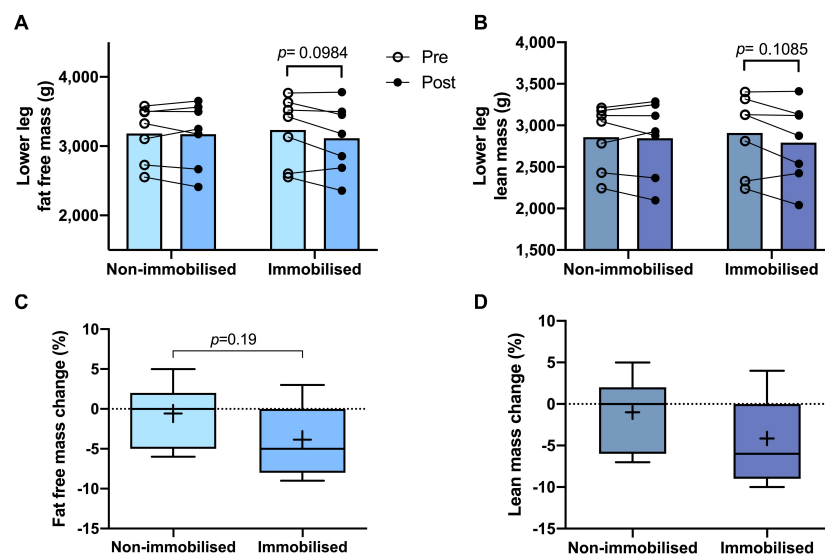 A
Lower leg
fat free mass (g)
4,000
3,000
2,000
p= 0.0984
Pre
Post
Non-immobilised
Immobilised
B
Lower leg
lean mass (g)
4,000
3,500
3,000
2,500
2,000
1,500
p= 0.1085
Non-immobilised
Immobilised
C
Fat free mass change (%)
10
5
0
-5
-10
-15
p=0.19
Non-immobilised
Immobilised
D
Lean mass change (%)
10
5
0
-5
-10
-15
Non-immobilised
Immobilised